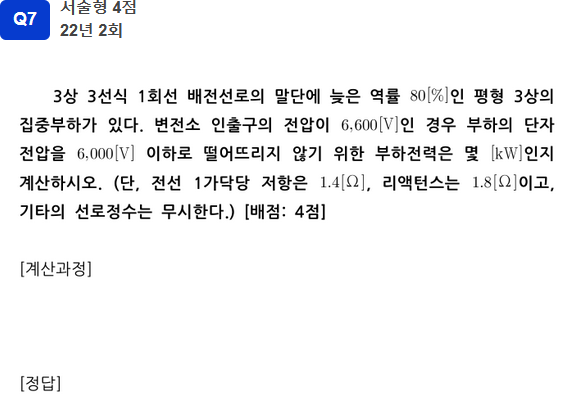 Q7
서술형 4점
22년 2회
3상 3선식 1회선 배전선로의 말단에 늦은 역률 80[%]인 평형 3상의
집중부하가 있다. 변전소 인출구의 전압이 6,600[V]인 경우 부하의 단자
전압을 6,000[V] 이하로 떨어뜨리지 않기 위한 부하전력은 몇 [kW]인지
계산하시오. (단, 전선 1가닥당 저항은 1.4[Ω], 리액턴스는 1.8[Ω]이고,
기타의 선로정수는 무시한다.) [배점: 4점]
[계산과정]
[정답]